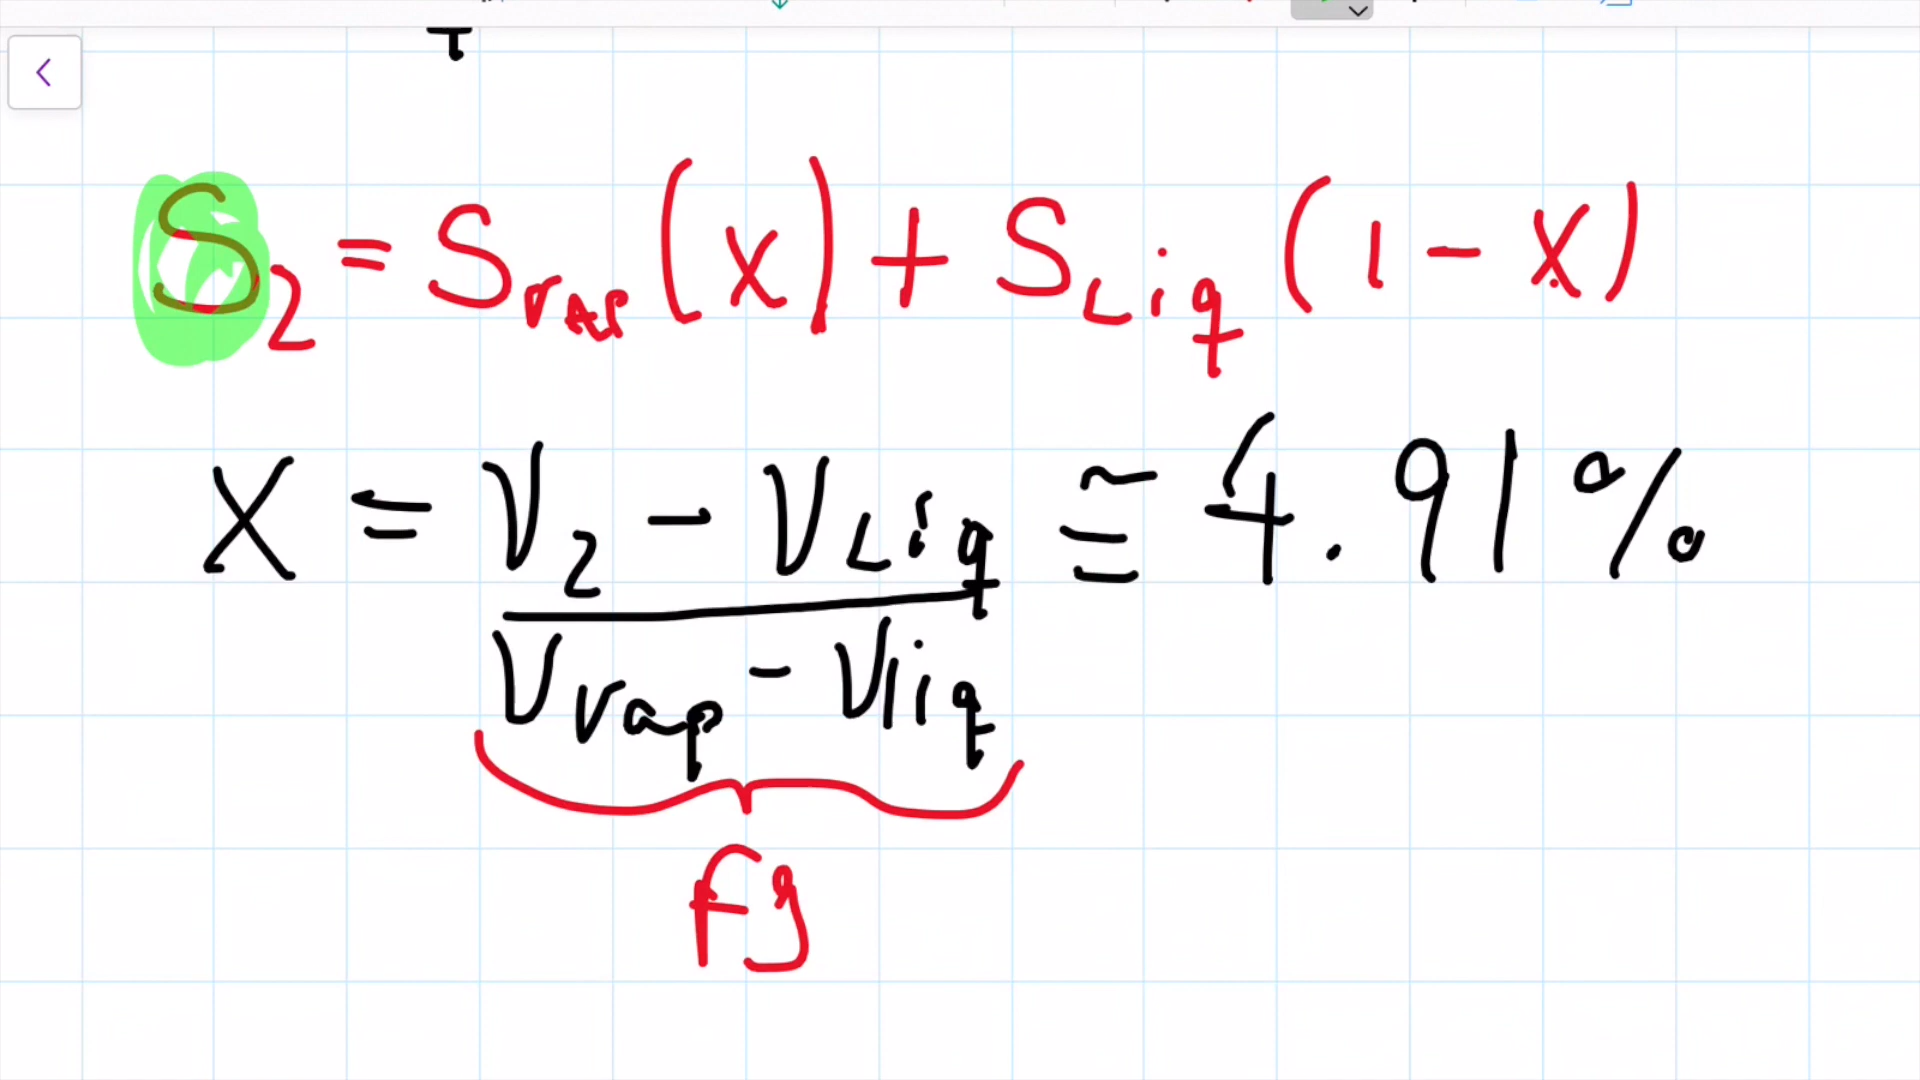 S2 = SVAP (x) + SLiq (1 - x)
X = V2 - VLiq ≅ 4.91%
Vvap - Vliq
fg